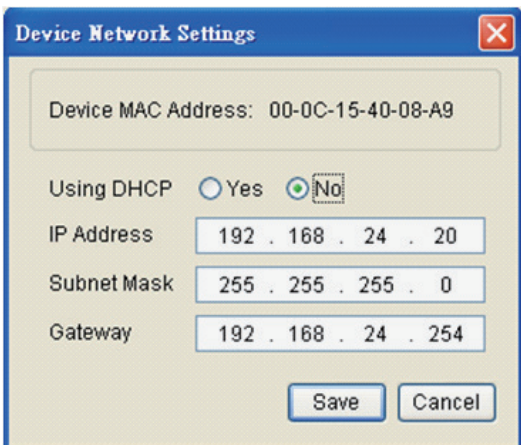 Device Network Settings
Device MAC Address: 00-0C-15-40-08-A9
Using DHCP Yes No
IP Address 192 . 168 . 24 . 20
Subnet Mask 255 . 255 . 255 . 0
Gateway 192 . 168 . 24 . 254
Save Cancel